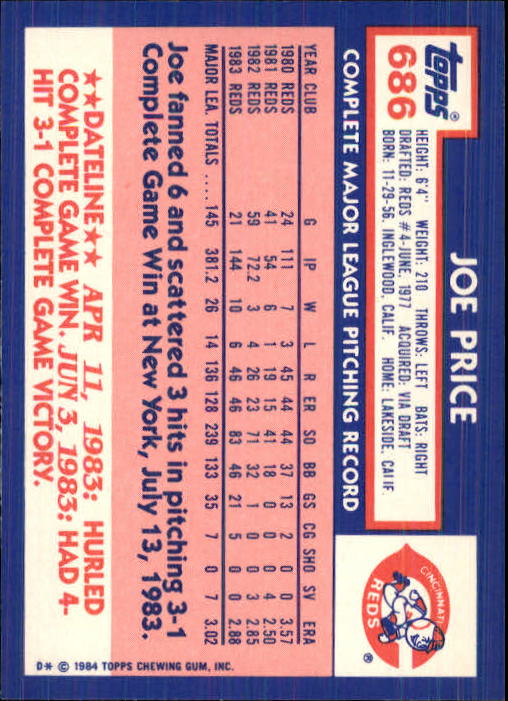 topps®
686
JOE PRICE
HEIGHT: 6'4" WEIGHT: 210 THROWS: LEFT BATS: RIGHT
DRAFTED: REDS #4-JUNE, 1977 ACQUIRED: VIA DRAFT
BORN: 11-29-56, INGLEWOOD, CALIF. HOME: LAKESIDE, CALIF.
CINCINNATI
REDS
®
COMPLETE MAJOR LEAGUE PITCHING RECORD
YEAR CLUB G IP W L R ER SO BB GS CG SHO SV ERA
1980 REDS 24 111 7 3 45 44 44 37 13 2 0 0 3.57
1981 REDS 41 54 6 1 19 15 41 18 0 0 0 4 2.50
1982 REDS 59 72.2 3 4 26 23 71 32 1 0 0 3 2.85
1983 REDS 21 144 10 6 46 46 83 46 21 5 0 0 2.88
MAJOR LEA. TOTALS .... 145 381.2 26 14 136 128 239 133 35 7 0 7 3.02
Joe fanned 6 and scattered 3 hits in pitching 3-1
Complete Game Win at New York, July 13, 1983.
★★DATELINE★★ APR 11, 1983: HURLED
COMPLETE GAME WIN. JUN 3, 1983: HAD 4-
HIT 3-1 COMPLETE GAME VICTORY.
D* © 1984 TOPPS CHEWING GUM, INC.